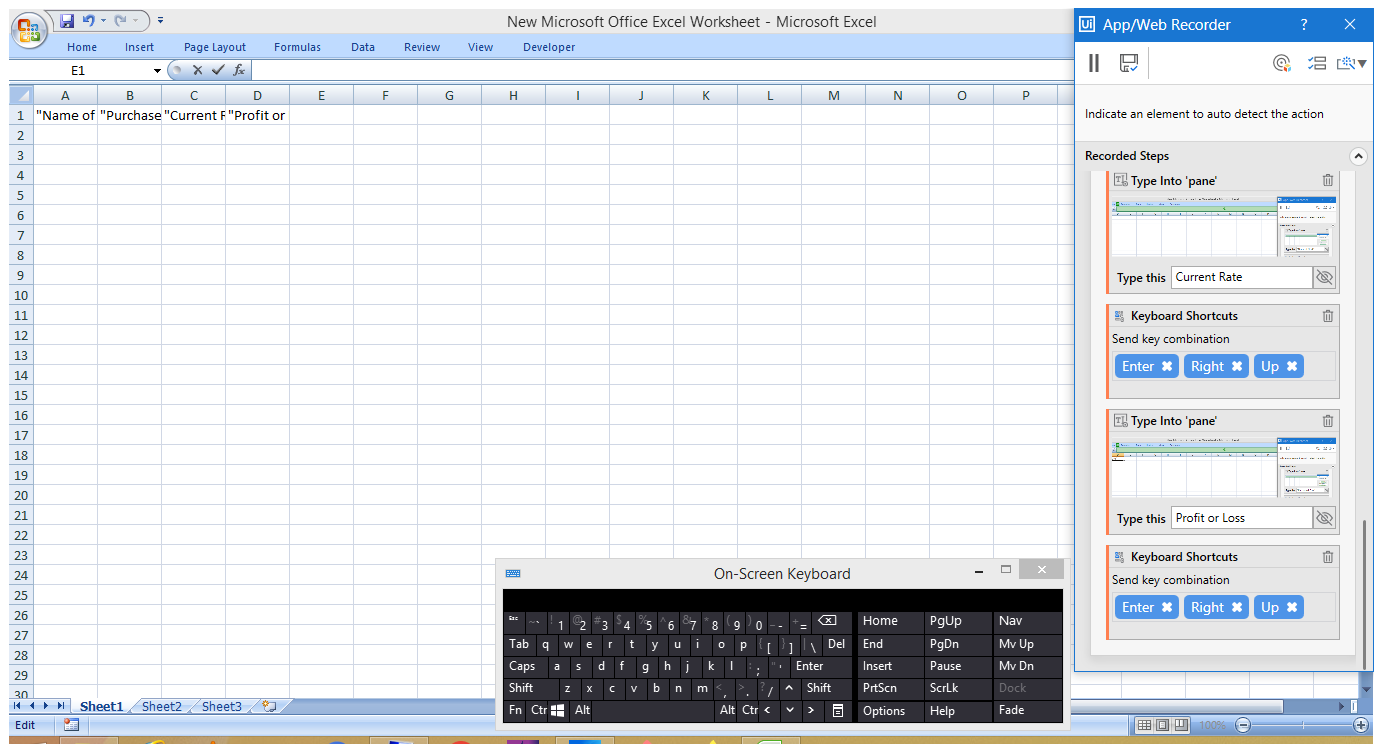 New Microsoft Office Excel Worksheet - Microsoft Excel
Home Insert Page Layout Formulas Data Review View Developer
E1 fx
A B C D E F G H I J K L M N O P
1 "Name of "Purchase "Current F "Profit or
2
3
4
5
6
7
8
9
10
11
12
13
14
15
16
17
18
19
20
21
22
23
24
25
26
27
28
29
30
Sheet1 Sheet2 Sheet3
Edit
100%
Ui App/Web Recorder ?
Indicate an element to auto detect the action
Recorded Steps
Type Into 'pane'
Type this Current Rate
Keyboard Shortcuts
Send key combination
Enter Right Up
Type Into 'pane'
Type this Profit or Loss
Keyboard Shortcuts
Send key combination
Enter Right Up
On-Screen Keyboard
Esc ~ ` ! 1 @ 2 # 3 $ 4 % 5 ^ 6 & 7 * 8 ( 9 ) 0 _ - + = Home PgUp Nav
Tab q w e r t y u i o p { [ } ] | \ Del End PgDn Mv Up
Caps a s d f g h j k l : ; " ' Enter Insert Pause Mv Dn
Shift z x c v b n m < , > . ? / Shift PrtScn ScrLk Dock
Fn Ctr Alt Alt Ctr Options Help Fade